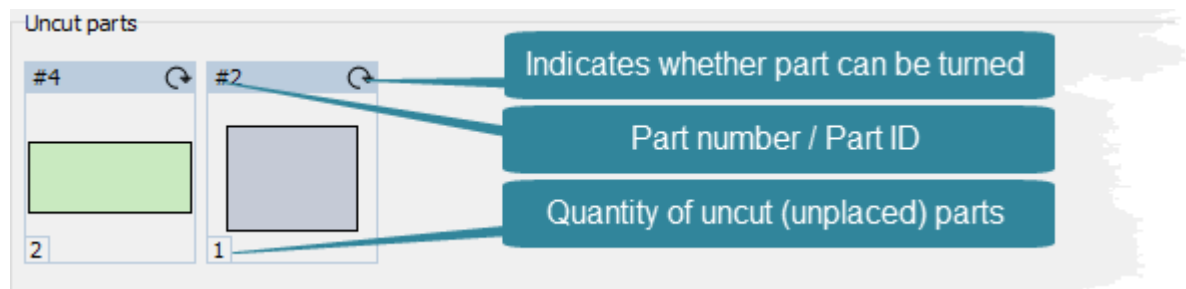 Uncut parts
#4
#2
Indicates whether part can be turned
Part number / Part ID
Quantity of uncut (unplaced) parts
2
1